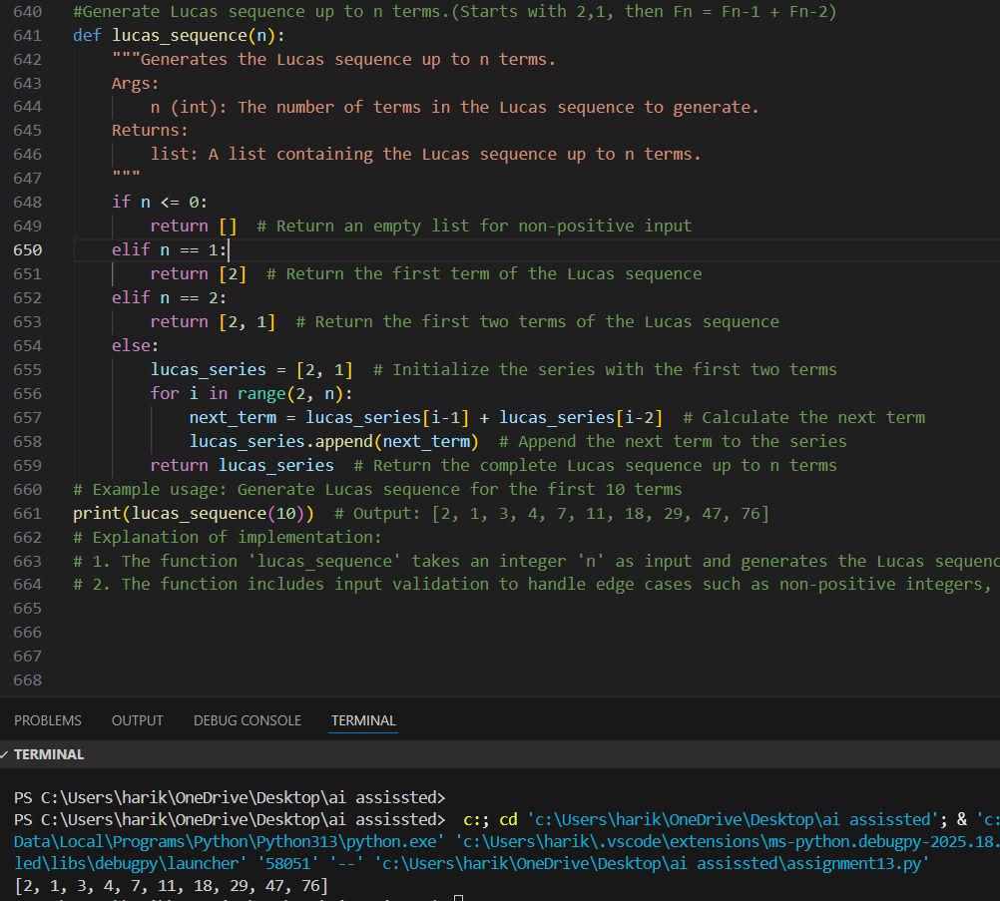 640 #Generate Lucas sequence up to n terms.(Starts with 2,1, then Fn = Fn-1 + Fn-2)
641 def lucas_sequence(n):
642     """Generates the Lucas sequence up to n terms.
643     Args:
644         n (int): The number of terms in the Lucas sequence to generate.
645     Returns:
646         list: A list containing the Lucas sequence up to n terms.
647     """
648     if n <= 0:
649         return []  # Return an empty list for non-positive input
650     elif n == 1:
651         return [2]  # Return the first term of the Lucas sequence
652     elif n == 2:
653         return [2, 1]  # Return the first two terms of the Lucas sequence
654     else:
655         lucas_series = [2, 1]  # Initialize the series with the first two terms
656         for i in range(2, n):
657             next_term = lucas_series[i-1] + lucas_series[i-2]  # Calculate the next term
658             lucas_series.append(next_term)  # Append the next term to the series
659         return lucas_series  # Return the complete Lucas sequence up to n terms
660 # Example usage: Generate Lucas sequence for the first 10 terms
661 print(lucas_sequence(10))  # Output: [2, 1, 3, 4, 7, 11, 18, 29, 47, 76]
662 # Explanation of implementation:
663 # 1. The function 'lucas_sequence' takes an integer 'n' as input and generates the Lucas sequenc
664 # 2. The function includes input validation to handle edge cases such as non-positive integers,
665
666
667
668
PROBLEMS OUTPUT DEBUG CONSOLE TERMINAL
TERMINAL
PS C:\Users\harik\OneDrive\Desktop\ai assissted>
PS C:\Users\harik\OneDrive\Desktop\ai assissted>  c:; cd 'c:\Users\harik\OneDrive\Desktop\ai assissted'; & 'c:
Data\Local\Programs\Python\Python313\python.exe' 'c:\Users\harik\.vscode\extensions\ms-python.debugpy-2025.18.
led\libs\debugpy\launcher' '58051' '--' 'c:\Users\harik\OneDrive\Desktop\ai assissted\assignment13.py'
[2, 1, 3, 4, 7, 11, 18, 29, 47, 76]